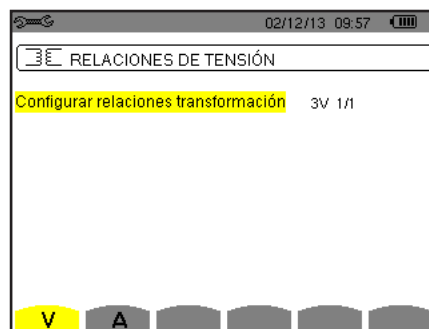 02/12/13 09:57
RELACIONES DE TENSIÓN
Configurar relaciones transformación 3V 1/1
V A